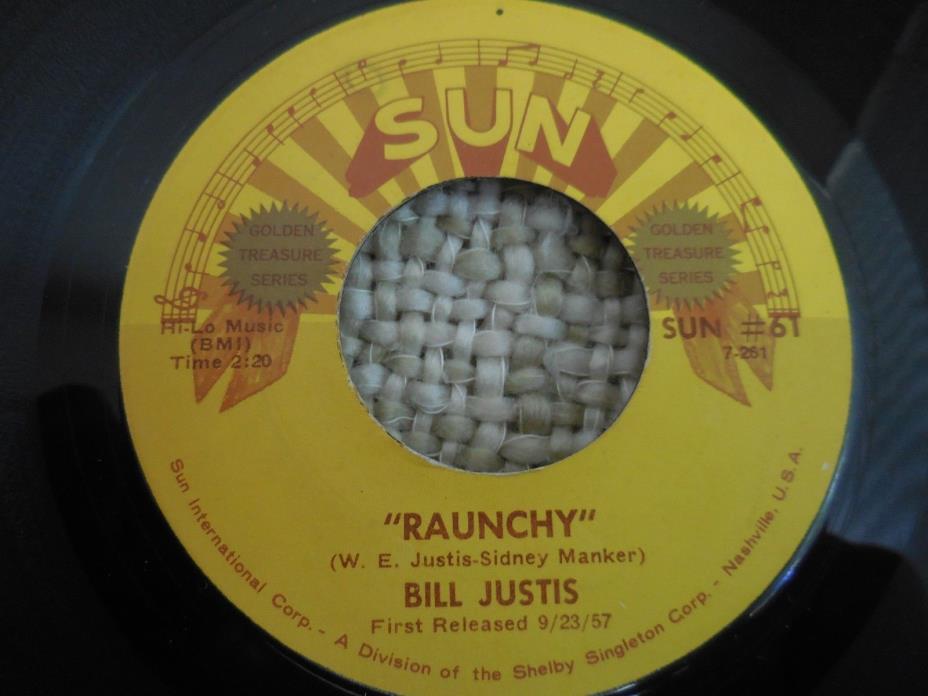 SUN
GOLDEN
TREASURE
SERIES
GOLDEN
TREASURE
SERIES
Hi-Lo Music
(BMI)
Time 2:20
SUN #61
7-261
"RAUNCHY"
(W. E. Justis-Sidney Manker)
BILL JUSTIS
First Released 9/23/57
Sun International Corp. - A Division of the Shelby Singleton Corp. - Nashville, U.S.A.